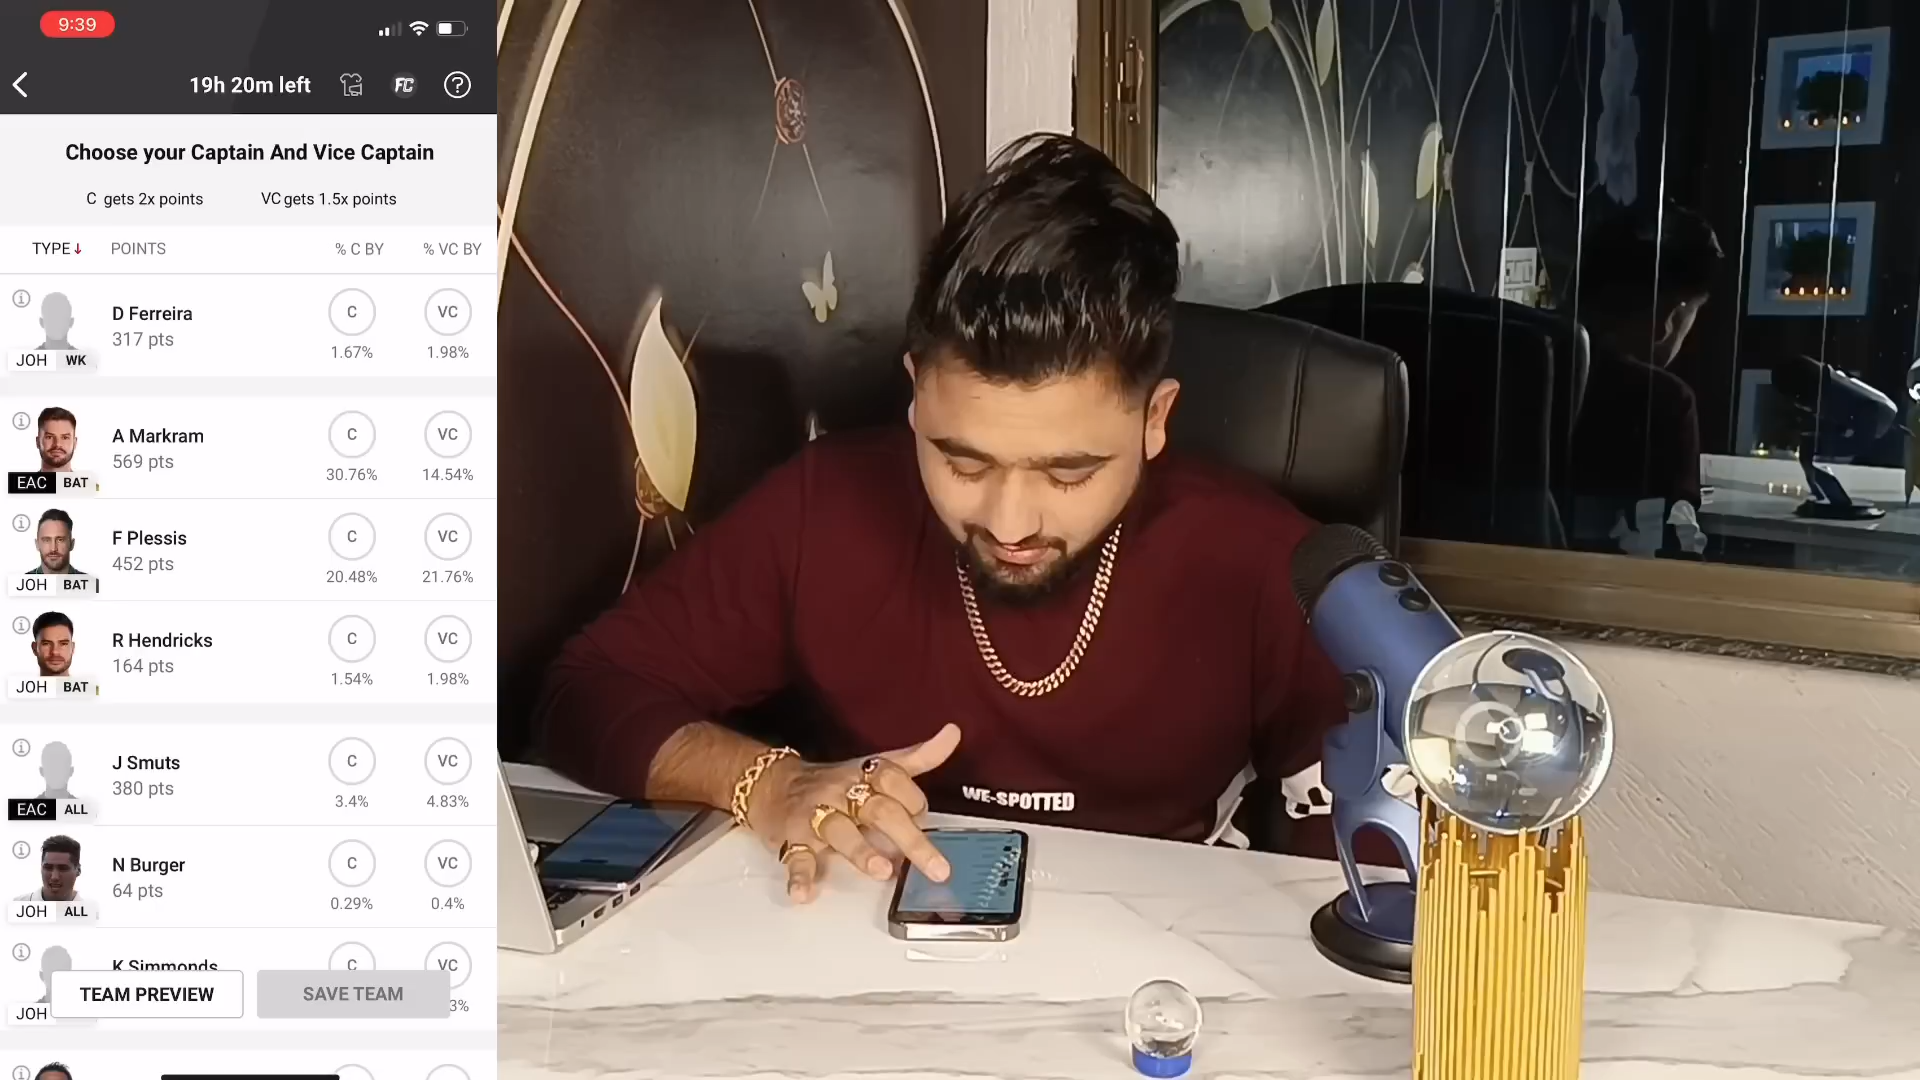 9:39
19h 20m left
FC
?
Choose your Captain And Vice Captain
C gets 2x points
VC gets 1.5x points
TYPE↓ POINTS % C BY % VC BY
D Ferreira
317 pts
C VC
1.67% 1.98%
JOH WK
A Markram
569 pts
C VC
30.76% 14.54%
EAC BAT
F Plessis
452 pts
C VC
20.48% 21.76%
JOH BAT
R Hendricks
164 pts
C VC
1.54% 1.98%
JOH BAT
J Smuts
380 pts
C VC
3.4% 4.83%
EAC ALL
N Burger
64 pts
C VC
0.29% 0.4%
JOH ALL
K Simmonds
C VC
3%
JOH
TEAM PREVIEW
SAVE TEAM
WE-SPOTTED